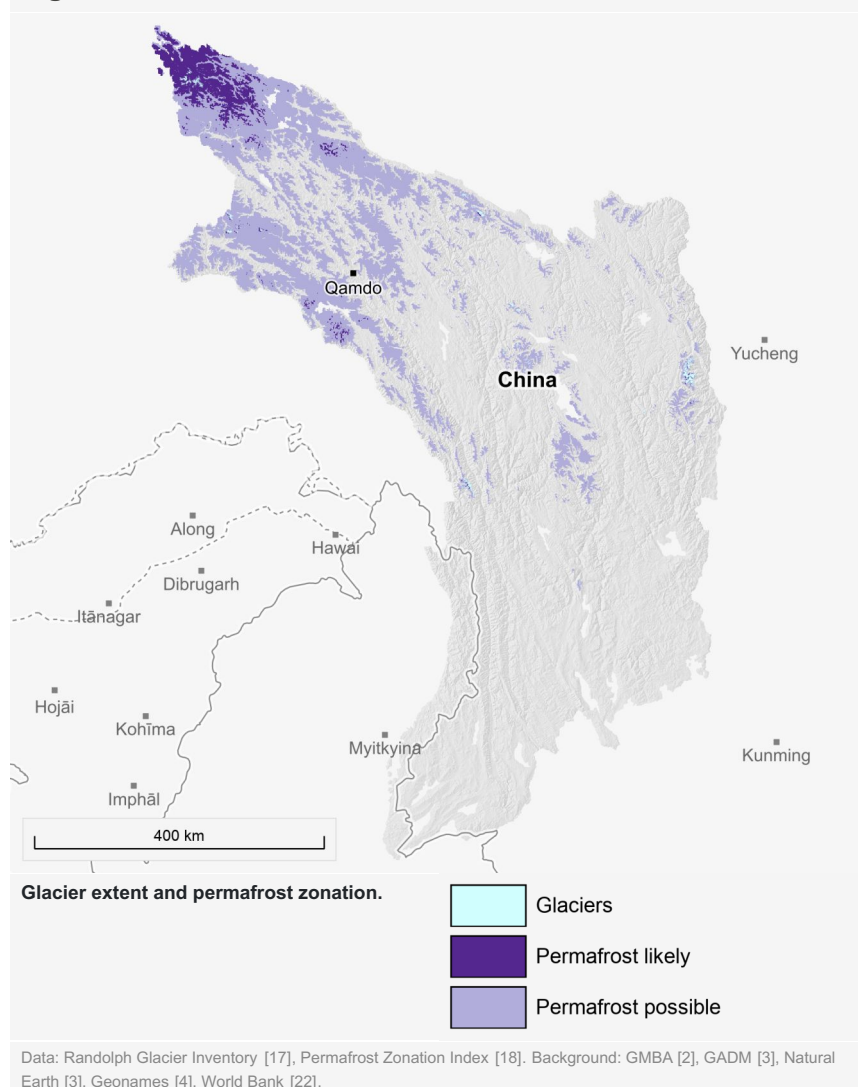 Qamdo
Yucheng
China
Along
Hawai
Dibrugarh
Itānagar
Hojāi
Kohīma
Myitkyina
Kunming
Imphāl
400 km
Glacier extent and permafrost zonation.
Glaciers
Permafrost likely
Permafrost possible
Data: Randolph Glacier Inventory [17], Permafrost Zonation Index [18]. Background: GMBA [2], GADM [3], Natural
Earth [3], Geonames [4], World Bank [22].